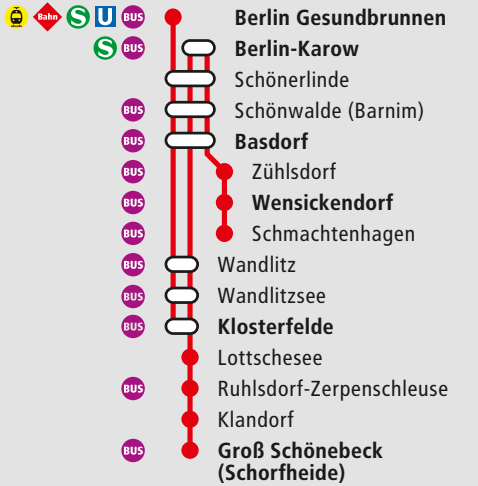 Bahn S U BUS Berlin Gesundbrunnen
S BUS Berlin-Karow
Schönerlinde
BUS Schönwalde (Barnim)
BUS Basdorf
BUS Zühlsdorf
BUS Wensickendorf
BUS Schmachtenhagen
BUS Wandlitz
BUS Wandlitzsee
BUS Klosterfelde
Lottschesee
BUS Ruhlsdorf-Zerpenschleuse
Klandorf
BUS Groß Schönebeck
(Schorfheide)